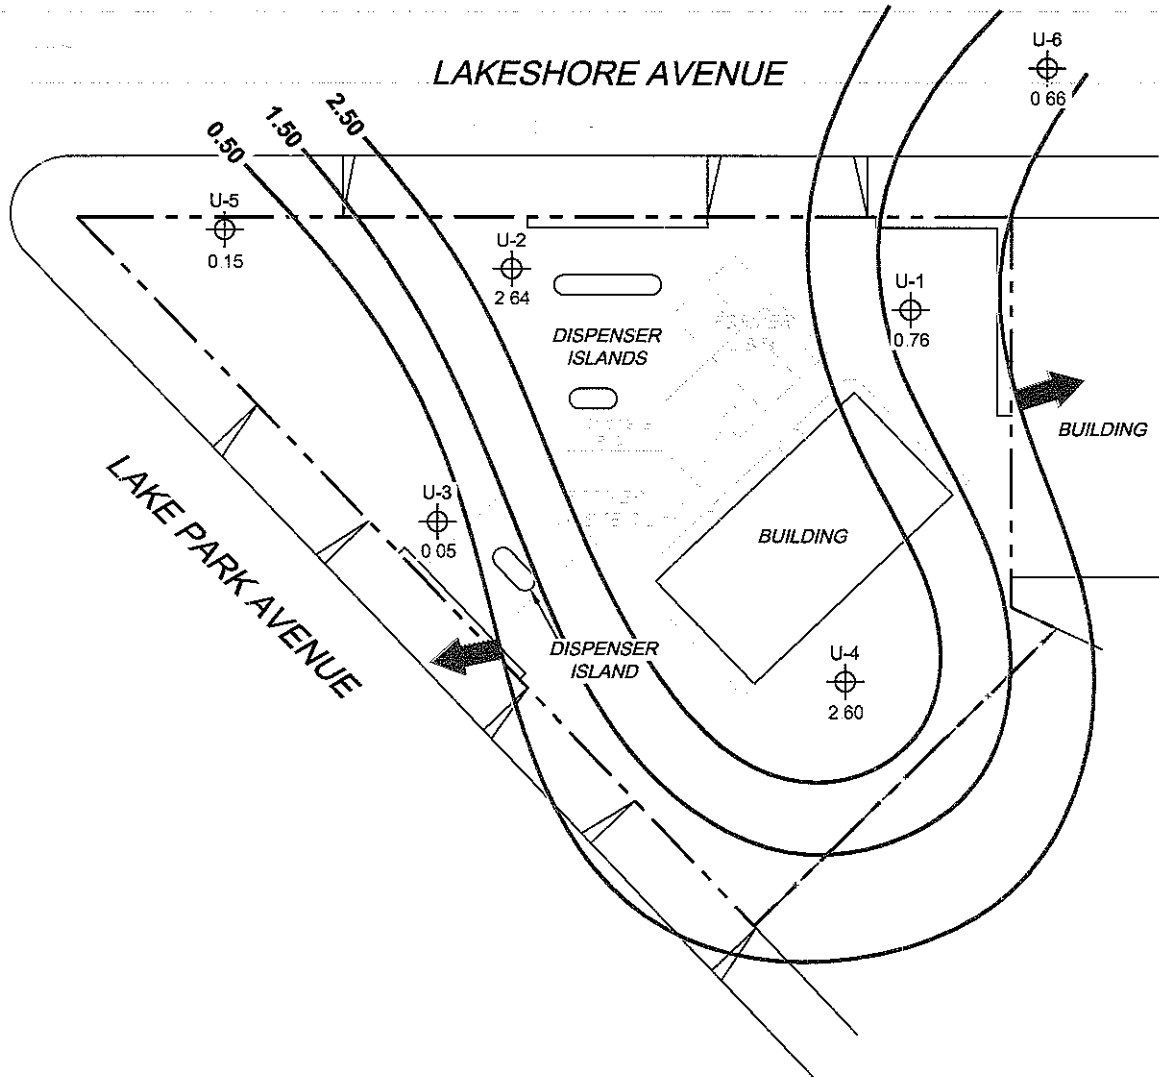 LAKESHORE AVENUE
U-6
0 66
0.50
1.50
2.50
U-5
0.15
U-2
2 64
U-1
0.76
DISPENSER
ISLANDS
BUILDING
U-3
0 05
BUILDING
LAKE PARK AVENUE
DISPENSER
ISLAND
U-4
2.60